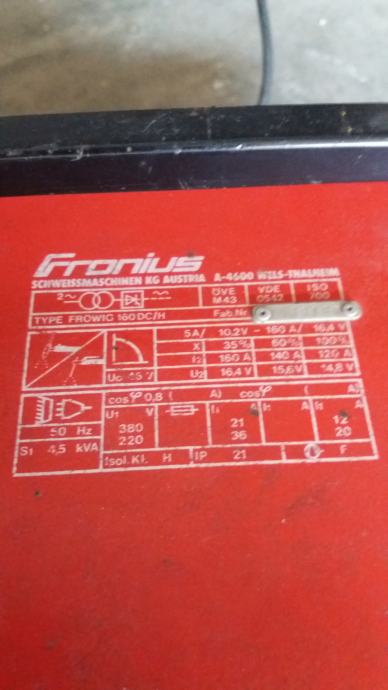 Fronius
SCHWEISSMASCHINEN KG AUSTRIA A-4600 WELS-THALHEIM
2~ ÖVE M43 VDE 0542 ISO 700
TYPE FROWIG 160 DC/H Fab.Nr
5A/ 10,2V - 160 A/ 16,4 V
X 35% 60% 100%
I2 160 A 140 A 120 A
U2 16,4 V 15,6V 14,8 V
cosφ 0,8 ( A) cosφ ( A)
U1 V I1 A I1 A I1 A
50 Hz 380 21 12
220 36 20
S1 4,5 kVA
Isol.Kl. H IP 21 F